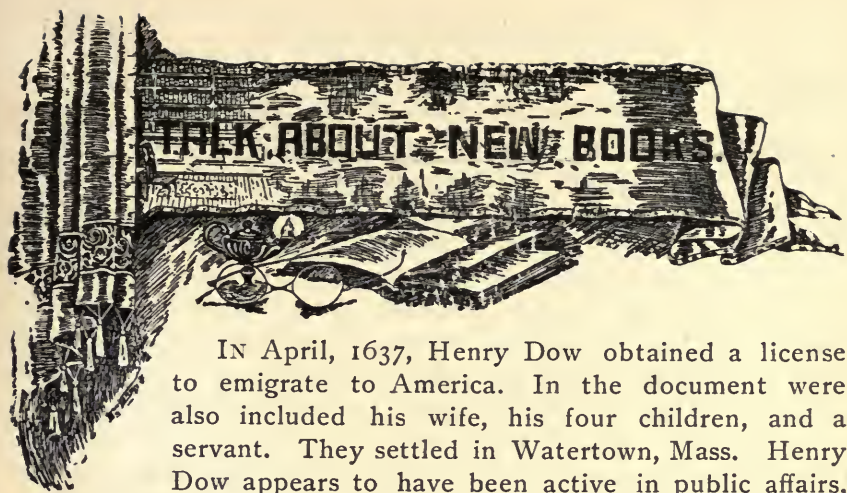 TALK ABOUT NEW BOOKS.
IN April, 1637, Henry Dow obtained a license
to emigrate to America. In the document were
also included his wife, his four children, and a
servant. They settled in Watertown, Mass. Henry
Dow appears to have been active in public affairs,